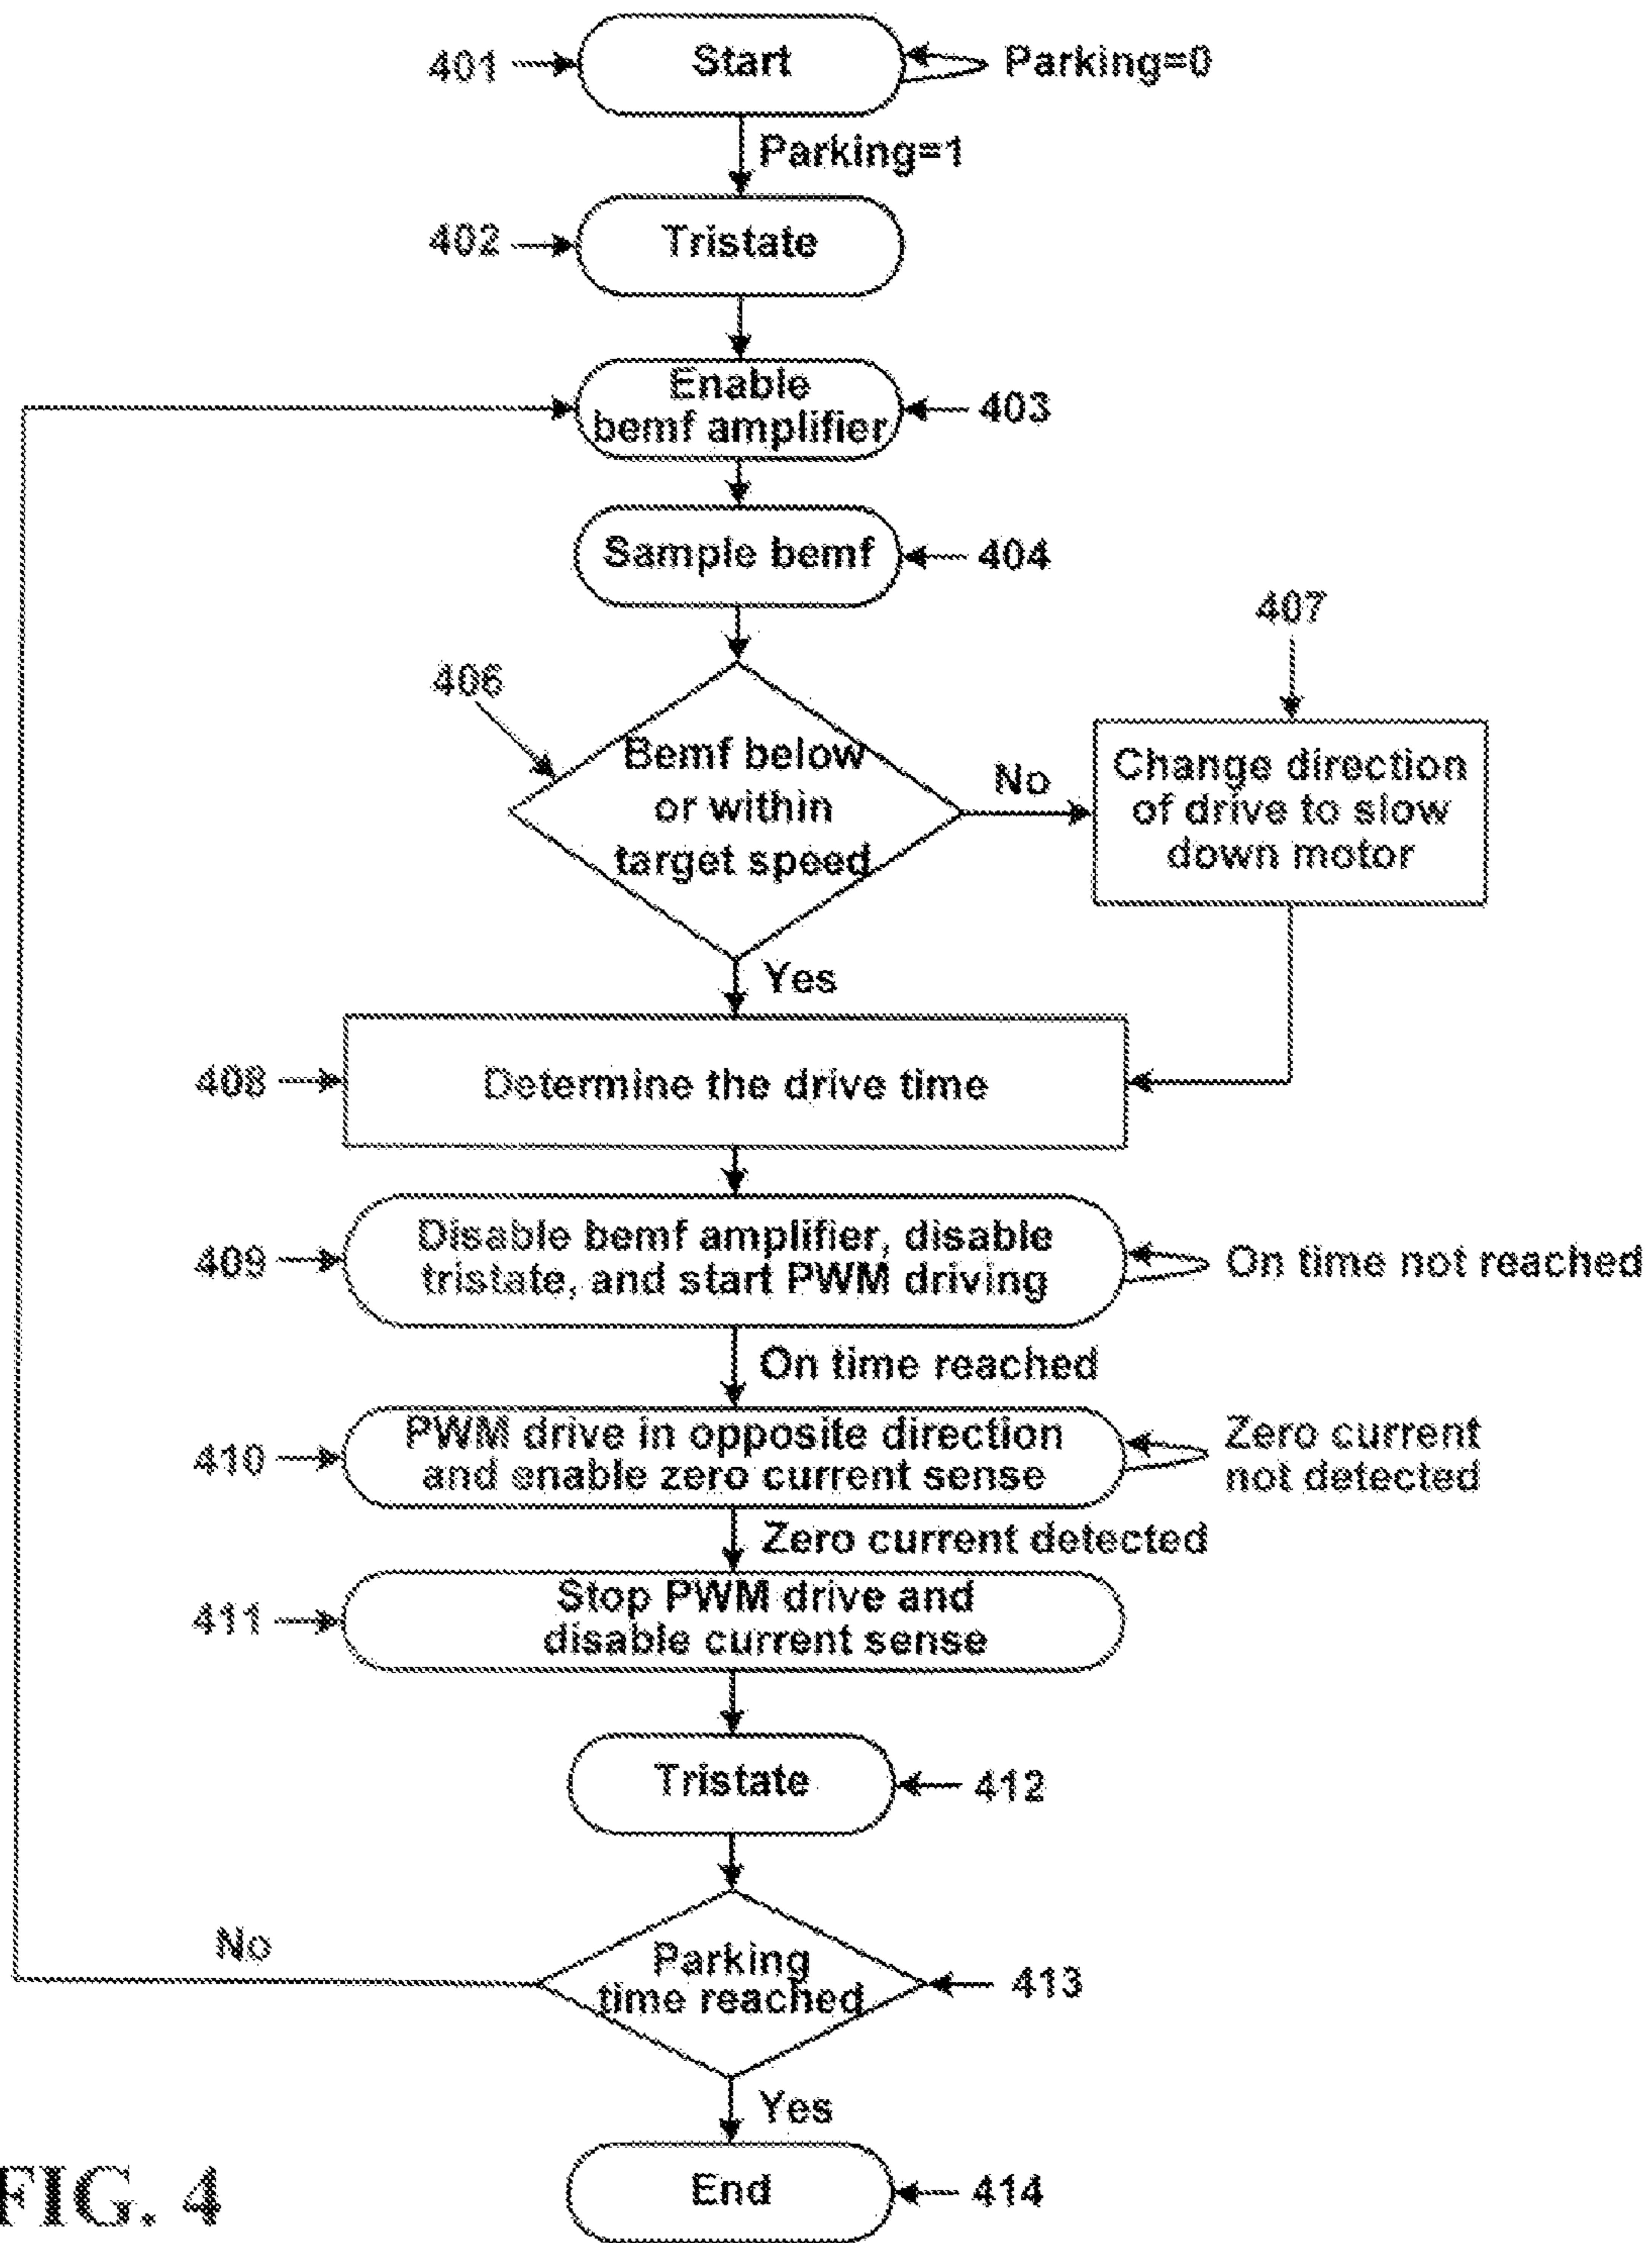 401
Start
Parking=0
Parking=1
402
Tristate
Enable
bemf amplifier
403
Sample bemf
404
407
406
Bemf below
or within
target speed
No
Change direction
of drive to slow
down motor
Yes
408
Determine the drive time
409
Disable bemf amplifier, disable
tristate, and start PWM driving
On time not reached
On time reached
410
PWM drive in opposite direction
and enable zero current sense
Zero current
not detected
Zero current detected
411
Stop PWM drive and
disable current sense
Tristate
412
No
Parking
time reached
413
Yes
End
414
FIG. 4